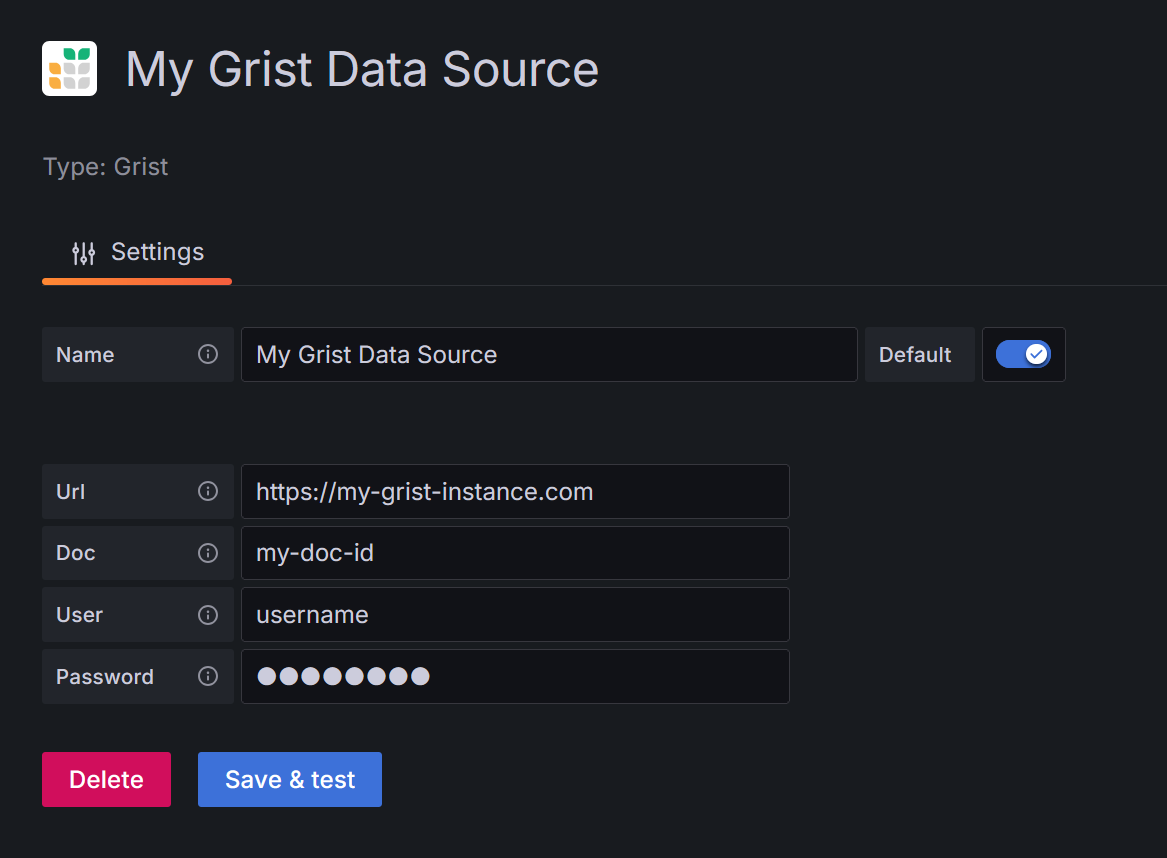 My Grist Data Source
Type: Grist
Settings
Name My Grist Data Source Default
Url https://my-grist-instance.com
Doc my-doc-id
User username
Password ●●●●●●●●
Delete Save & test